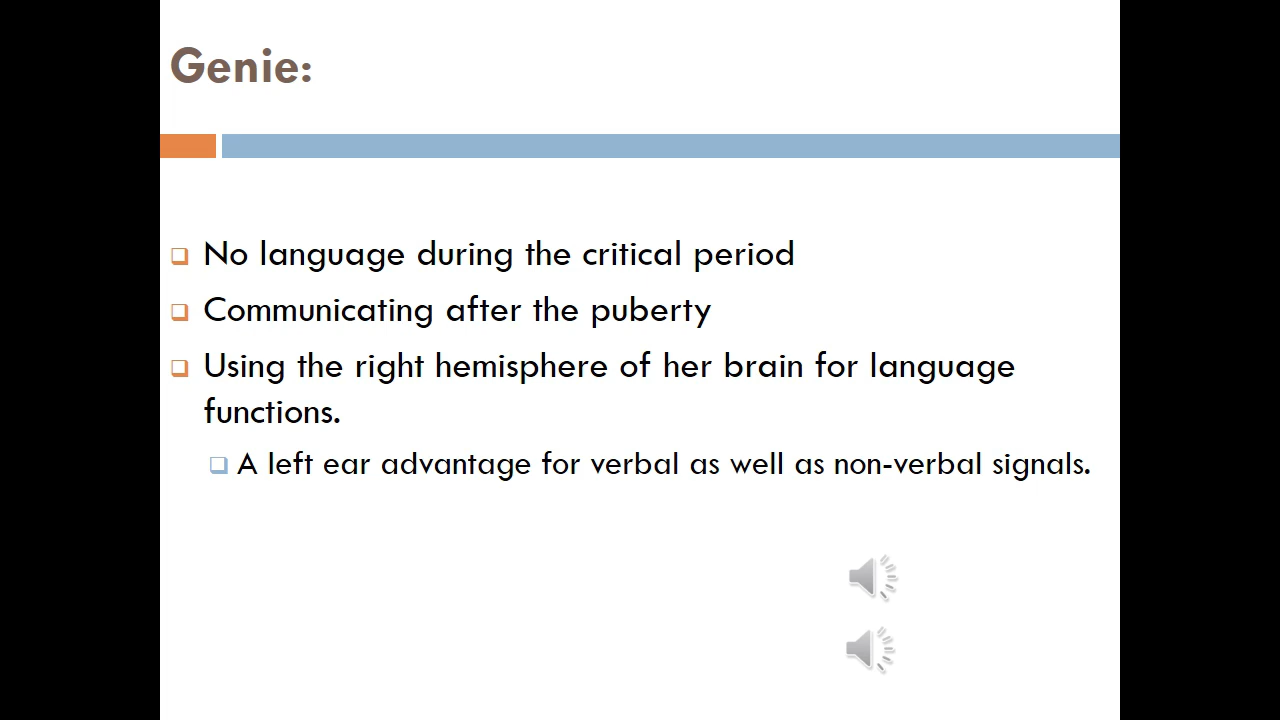 Genie:
No language during the critical period
Communicating after the puberty
Using the right hemisphere of her brain for language
functions.
A left ear advantage for verbal as well as non-verbal signals.